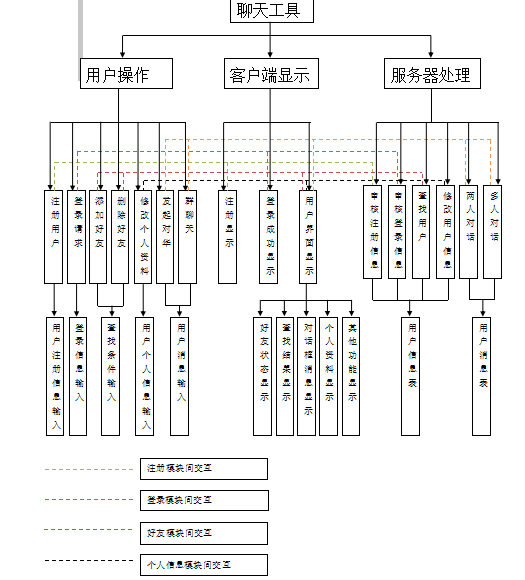 聊天工具
用户操作
客户端显示
服务器处理
注册用户
登录请求
添加好友
删除好友
修改个人资料
发起对华
群聊天
注册显示
登录成功显示
用户界面显示
审核注册信息
审核登录信息
查找用户
修改用户信息
两人对话
多人对话
用户注册信息输入
登录信息输入
查找条件输入
用户个人信息输入
用户消息输入
好友状态显示
查找结果显示
对话框消息显示
个人资料显示
其他功能显示
用户信息表
用户消息表
注册模块间交互
登录模块间交互
好友模块间交互
个人信息模块间交互